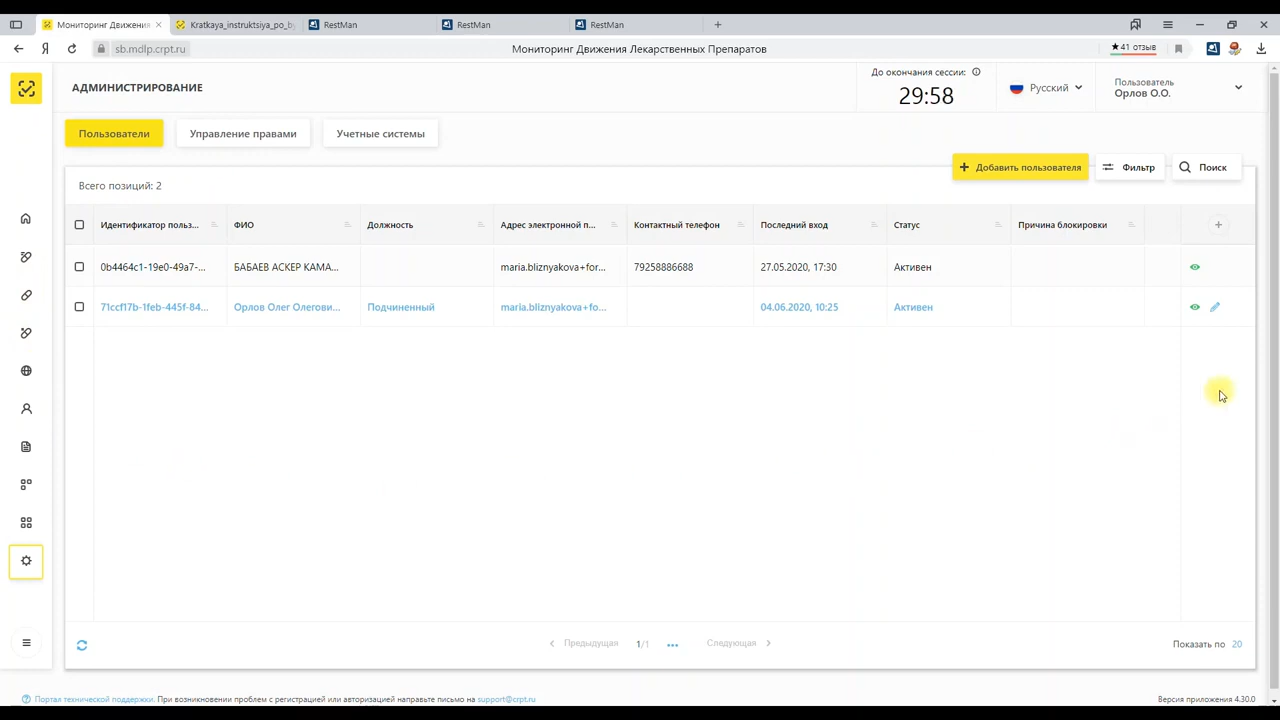 Мониторинг Движения
Kratkaya_instruktsiya_po_by
RestMan
RestMan
RestMan
Я
sb.mdlp.crpt.ru
Мониторинг Движения Лекарственных Препаратов
★ 41 отзыв
АДМИНИСТРИРОВАНИЕ
До окончания сессии:
29:58
Русский
Пользователь
Орлов О.О.
Пользователи
Управление правами
Учетные системы
+ Добавить пользователя
Фильтр
Поиск
Всего позиций: 2
Идентификатор польз... ФИО Должность Адрес электронной п... Контактный телефон Последний вход Статус Причина блокировки +
0b4464c1-19e0-49a7-... БАБАЕВ АСКЕР КАМА... maria.bliznyakova+for... 79258886688 27.05.2020, 17:30 Активен
71ccf17b-1feb-445f-84... Орлов Олег Олегови... Подчиненный maria.bliznyakova+fo... 04.06.2020, 10:25 Активен
Предыдущая 1/1 ... Следующая
Показать по 20
Портал технической поддержки. При возникновении проблем с регистрацией или авторизацией направьте письмо на support@crpt.ru
Версия приложения 4.30.0